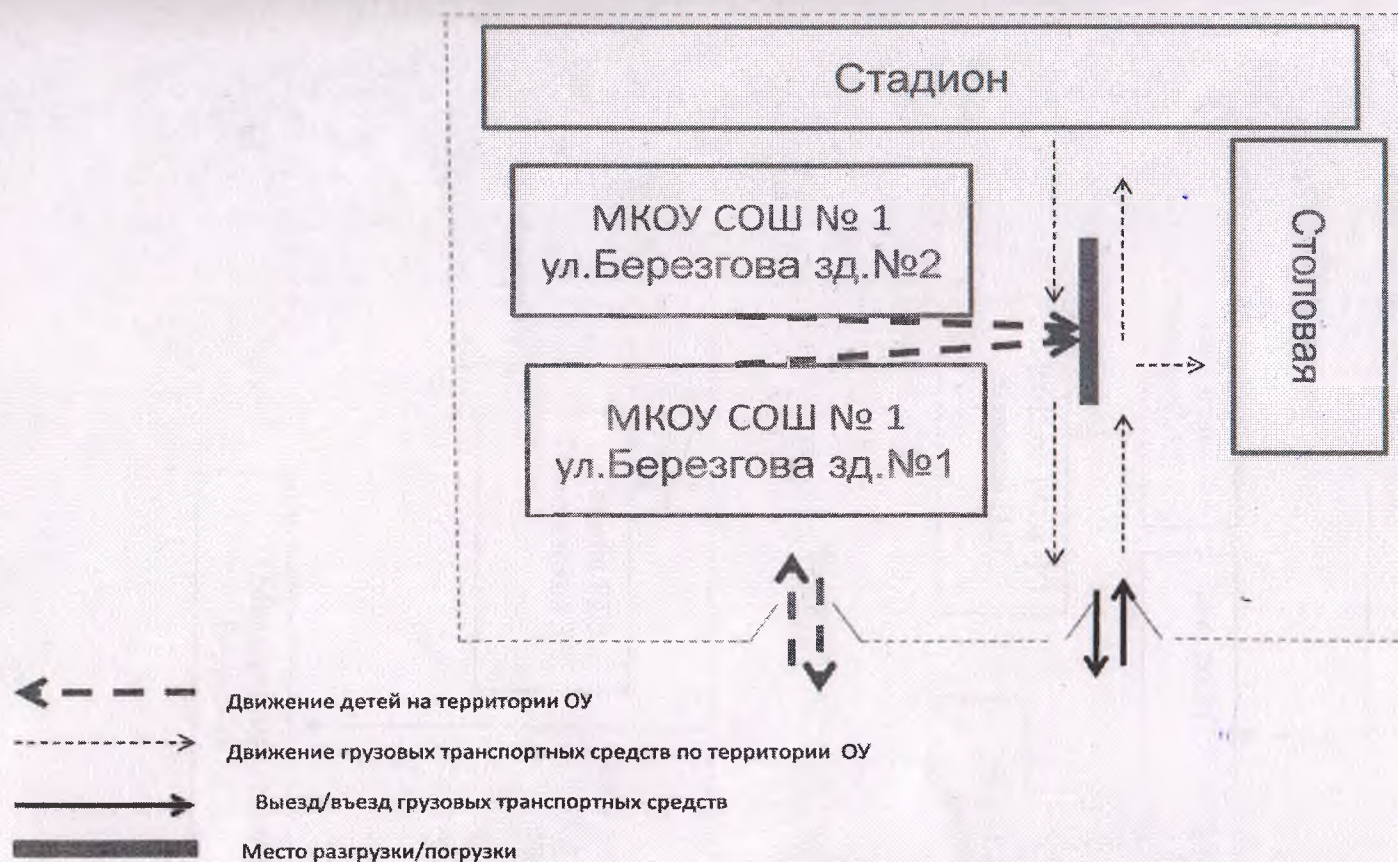 Стадион
МКОУ СОШ № 1
ул.Березгова зд.№2
Столовая
МКОУ СОШ № 1
ул.Березгова зд.№1
Движение детей на территории ОУ
Движение грузовых транспортных средств по территории ОУ
Выезд/въезд грузовых транспортных средств
Место разгрузки/погрузки